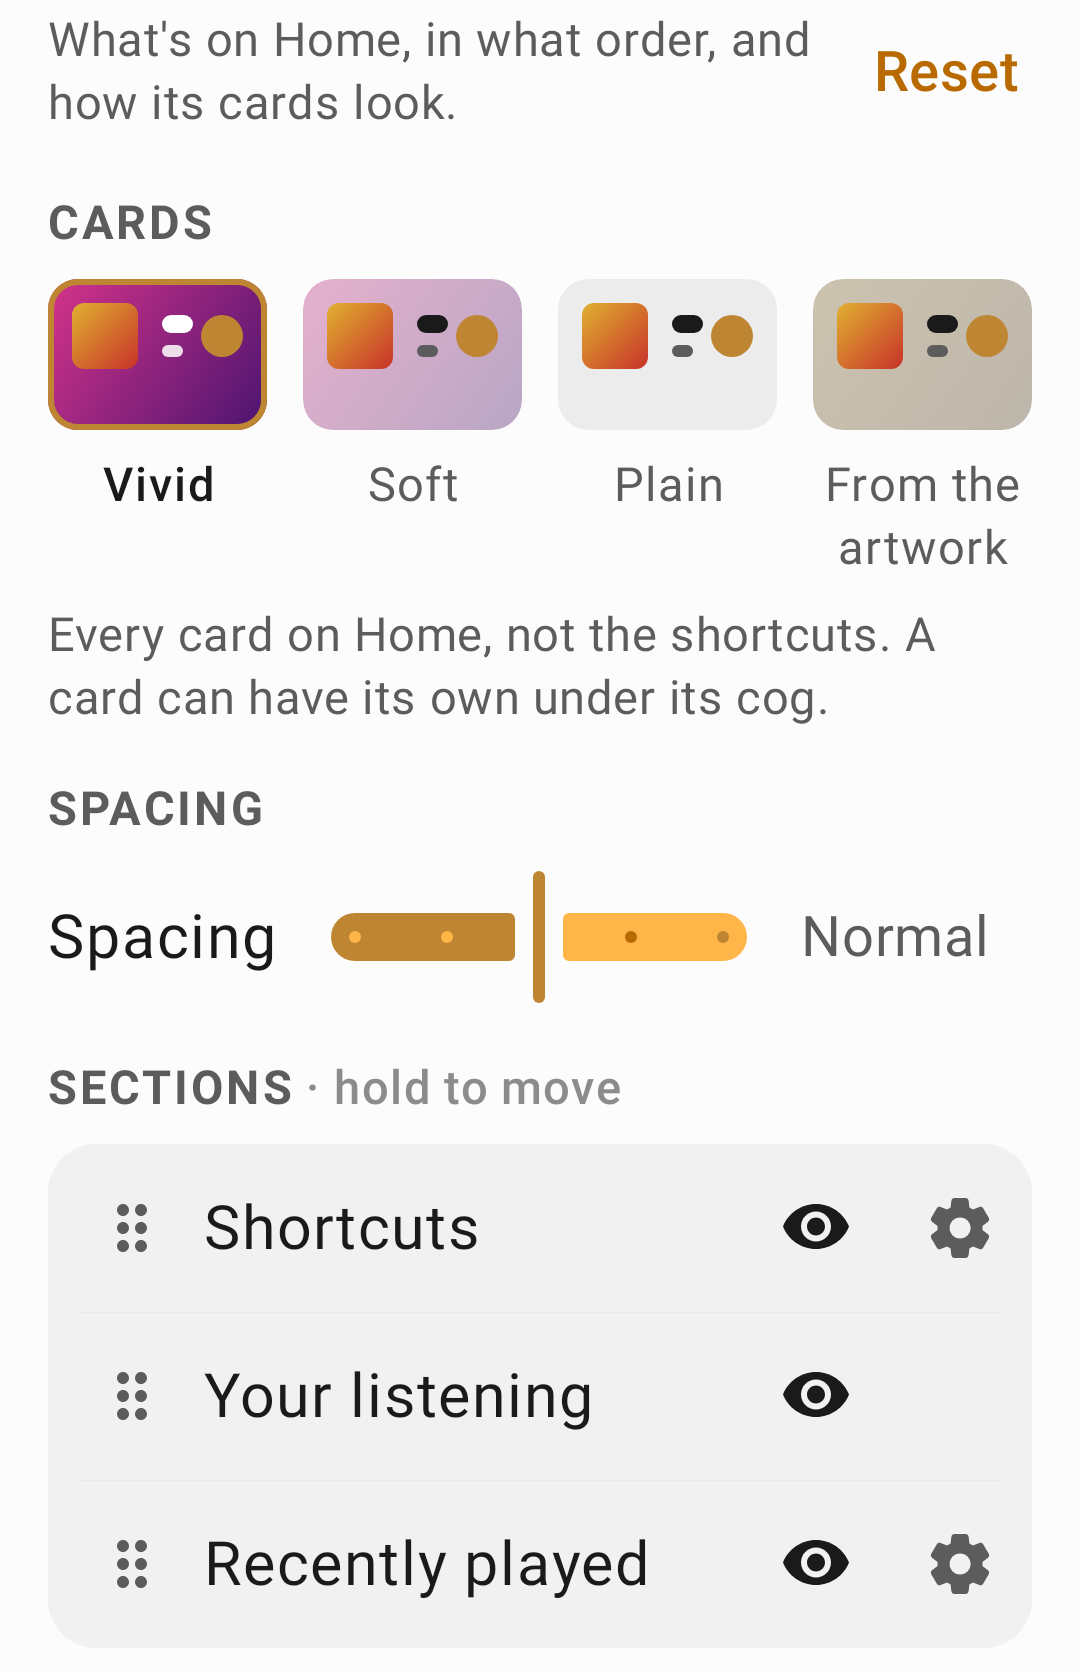 What's on Home, in what order, and
how its cards look.
Reset
CARDS
Vivid
Soft
Plain
From the
artwork
Every card on Home, not the shortcuts. A
card can have its own under its cog.
SPACING
Spacing
Normal
SECTIONS · hold to move
Shortcuts
Your listening
Recently played